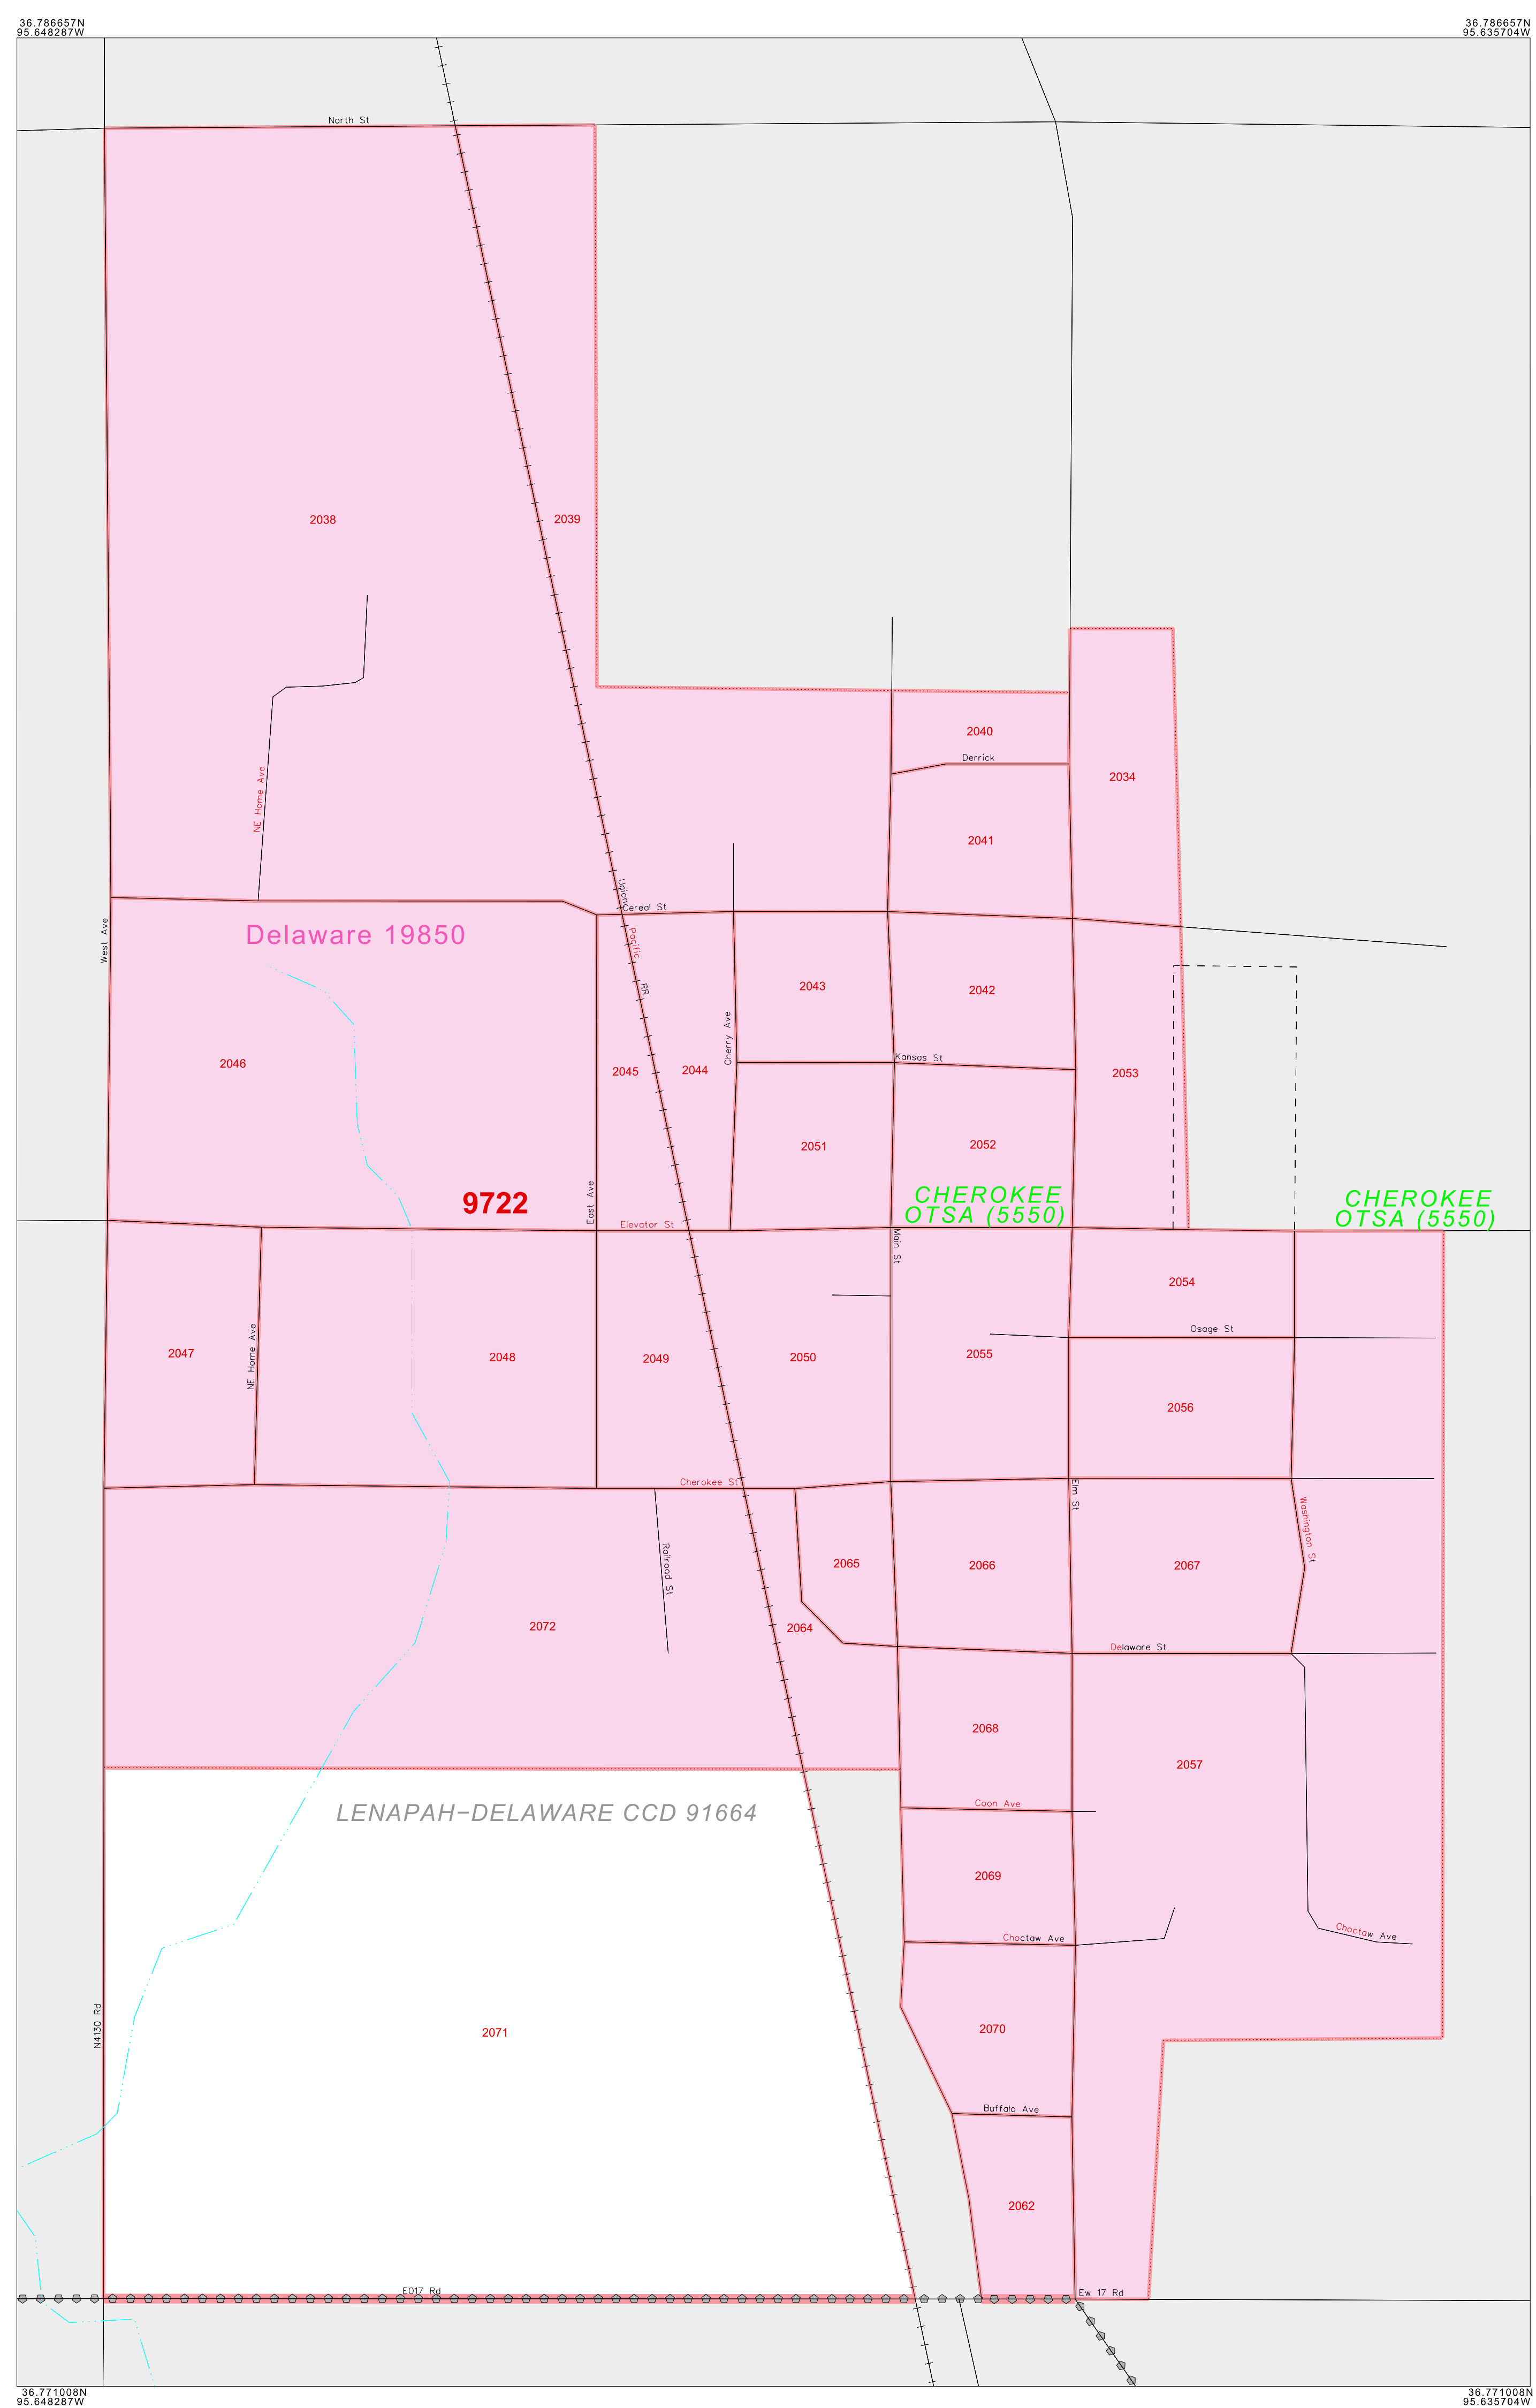 36.786657N
95.648287W
36.786657N
95.635704W
North St
2038
2039
2040
Derrick
2034
NE Home Ave
2041
Union
Cereal St
Delaware 19850
West Ave
Pacific
RR
2043
2042
Cherry Ave
Kansas St
2046
2045
2044
2053
2051
2052
9722
East Ave
CHEROKEE
OTSA (5550)
CHEROKEE
OTSA (5550)
Elevator St
Main St
2054
Osage St
2047
NE Home Ave
2048
2049
2050
2055
2056
Cherokee St
Elm St
Washington St
Railroad St
2065
2066
2067
2072
2064
Delaware St
2068
2057
Coon Ave
LENAPAH-DELAWARE CCD 91664
2069
Choctaw Ave
Choctaw Ave
N4130 Rd
2071
2070
Buffalo Ave
2062
E017 Rd
Ew 17 Rd
36.771008N
95.648287W
36.771008N
95.635704W